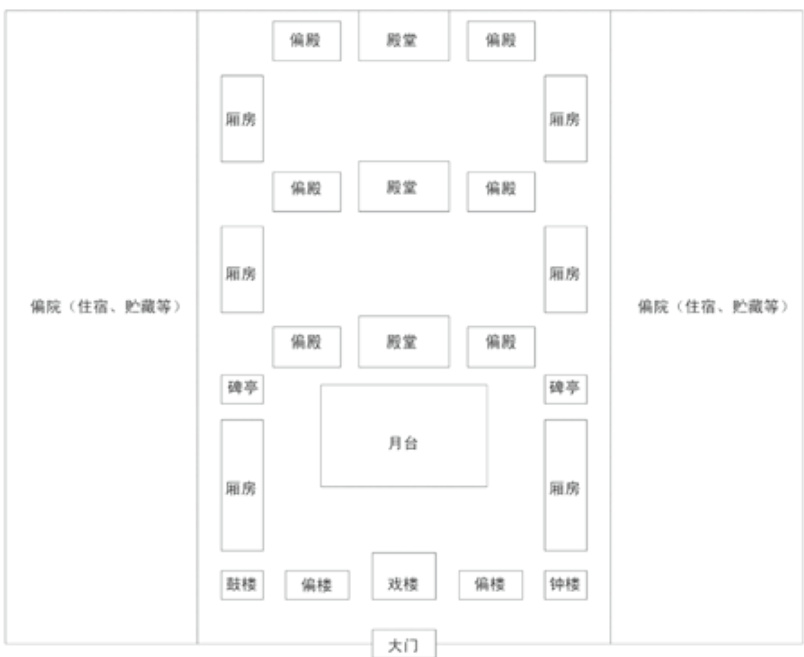 偏殿 殿堂 偏殿
厢房 厢房
偏殿 殿堂 偏殿
厢房 厢房
偏院（住宿、贮藏等） 偏院（住宿、贮藏等）
偏殿 殿堂 偏殿
碑亭 碑亭
月台
厢房 厢房
鼓楼 偏楼 戏楼 偏楼 钟楼
大门